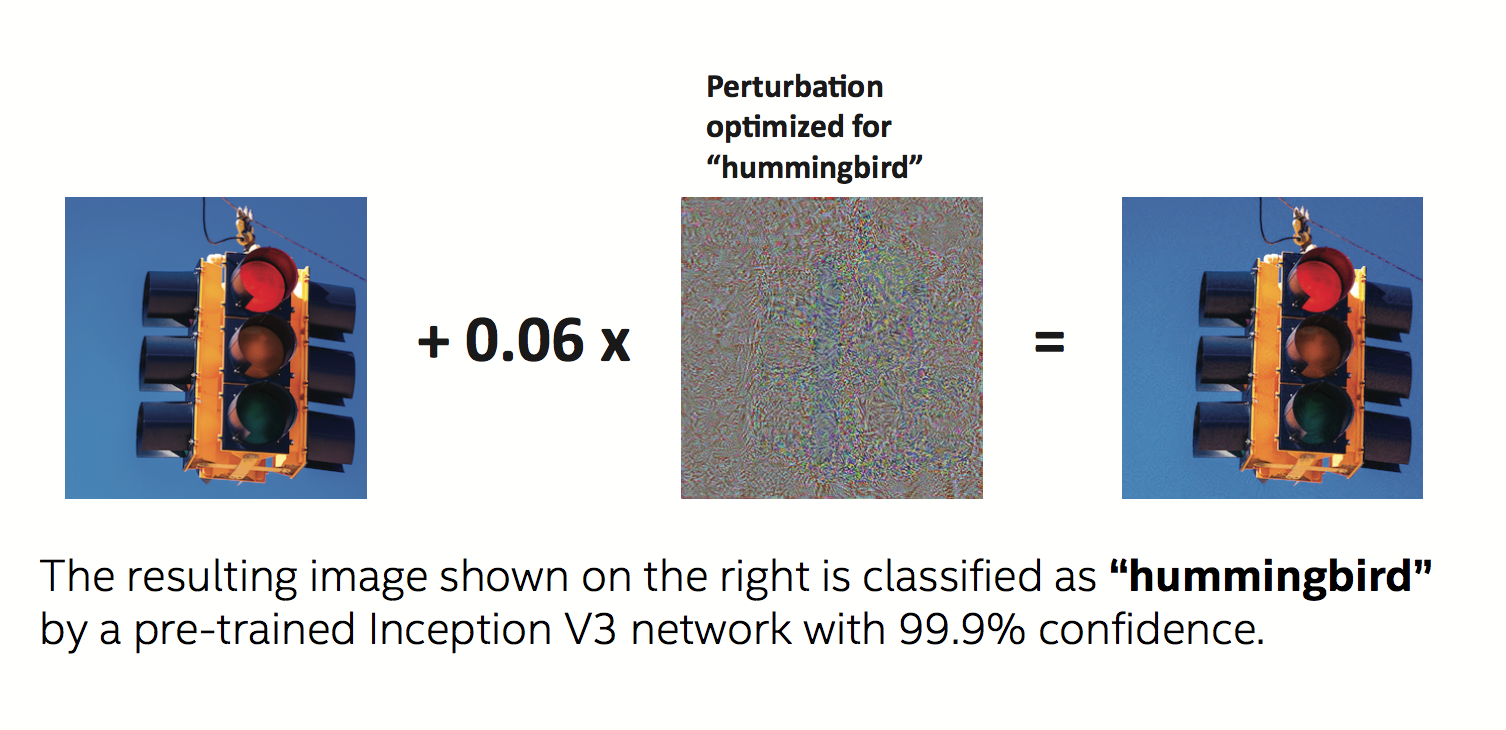 Perturbation
optimized for
“hummingbird”
+ 0.06 x
=
The resulting image shown on the right is classified as “hummingbird”
by a pre-trained Inception V3 network with 99.9% confidence.